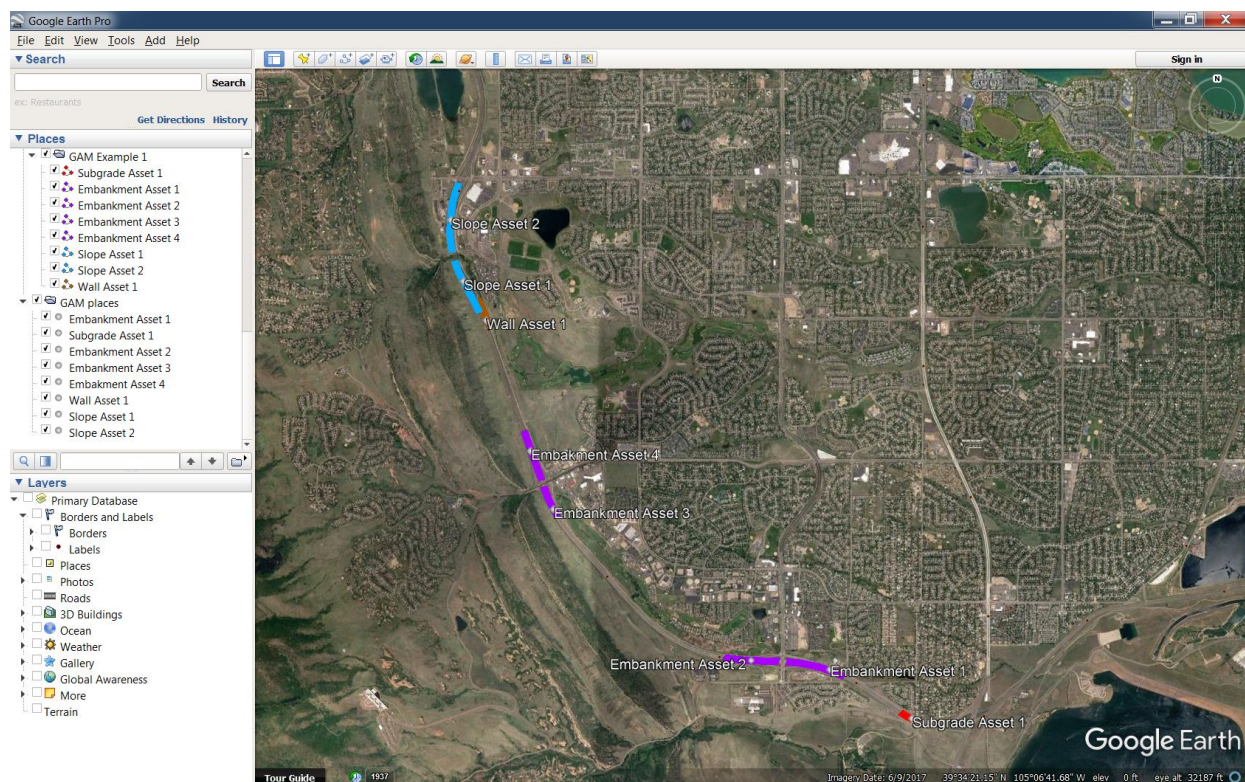 Google Earth Pro
File Edit View Tools Add Help
Search
Search
ex: Restaurants
Get Directions History
Places
GAM Example 1
Subgrade Asset 1
Embankment Asset 1
Embankment Asset 2
Embankment Asset 3
Embankment Asset 4
Slope Asset 1
Slope Asset 2
Wall Asset 1
GAM places
Embankment Asset 1
Subgrade Asset 1
Embankment Asset 2
Embankment Asset 3
Embakment Asset 4
Wall Asset 1
Slope Asset 1
Slope Asset 2
Layers
Primary Database
Borders and Labels
Borders
Labels
Places
Photos
Roads
3D Buildings
Ocean
Weather
Gallery
Global Awareness
More
Terrain
Sign in
N
Slope Asset 2
Slope Asset 1
Wall Asset 1
Embakment Asset 4
Embankment Asset 3
Embankment Asset 2
Embankment Asset 1
Subgrade Asset 1
Google Earth
Tour Guide 1937 Imagery Date: 6/9/2017 39°34'21.15" N 105°06'41.68" W elev 0 ft eye alt 32187 ft